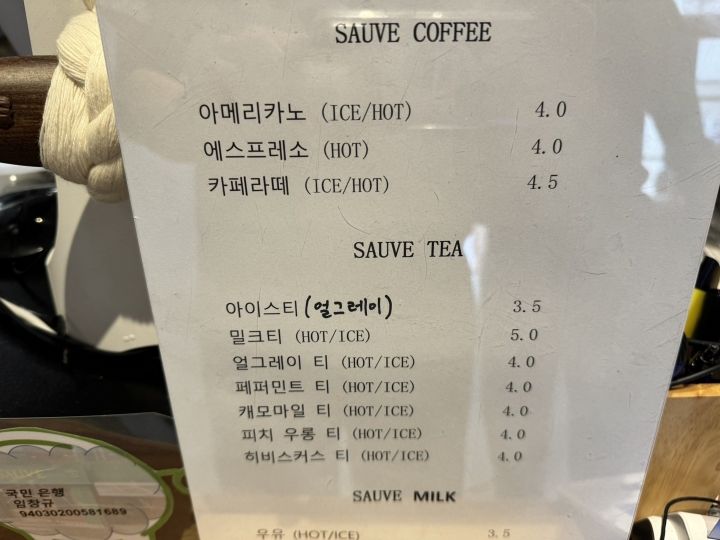 SAUVE COFFEE
아메리카노 (ICE/HOT) 4.0
에스프레소 (HOT) 4.0
카페라떼 (ICE/HOT) 4.5
SAUVE TEA
아이스티 (얼그레이) 3.5
밀크티 (HOT/ICE) 5.0
얼그레이 티 (HOT/ICE) 4.0
페퍼민트 티 (HOT/ICE) 4.0
캐모마일 티 (HOT/ICE) 4.0
피치 우롱 티 (HOT/ICE) 4.0
히비스커스 티 (HOT/ICE) 4.0
SAUVE MILK
우유 (HOT/ICE) 3.5
국민 은행
임창규
94030200581689